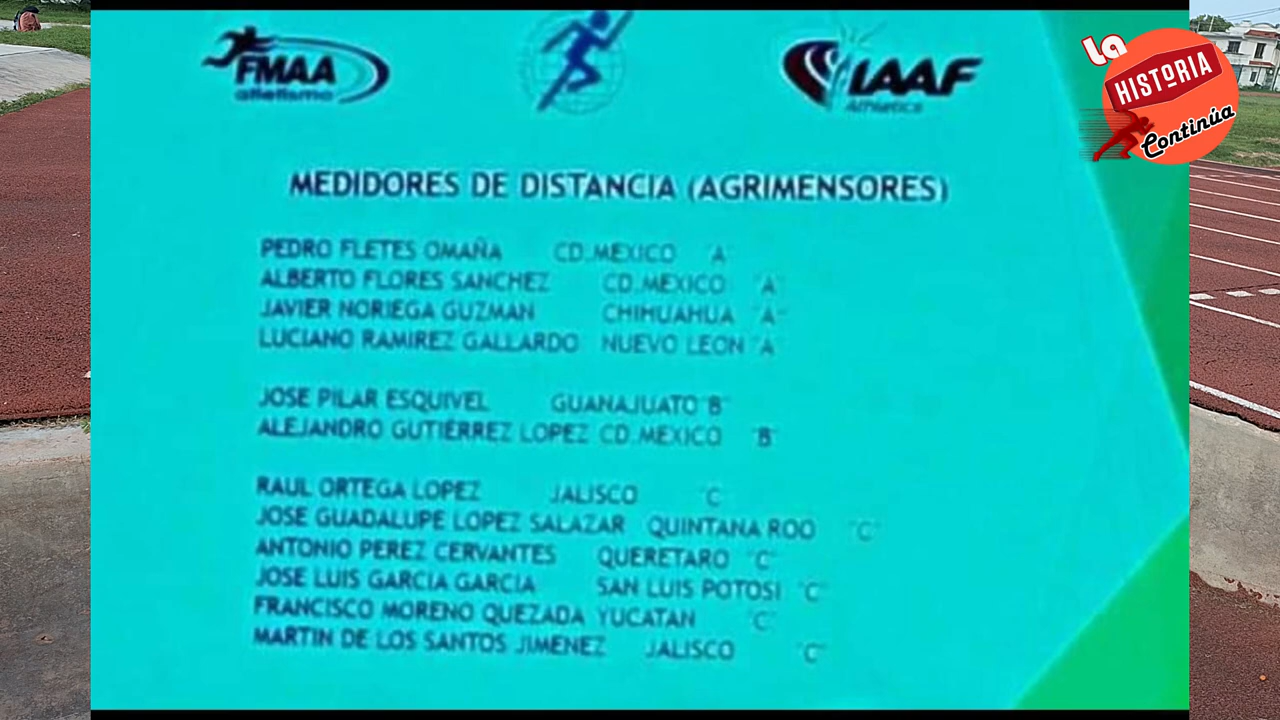 FMAA
atletismo
IAAF
Athletics
La
HISTORIA
Continúa
MEDIDORES DE DISTANCIA (AGRIMENSORES)
PEDRO FLETES OMAÑA CD.MEXICO "A"
ALBERTO FLORES SANCHEZ CD.MEXICO "A"
JAVIER NORIEGA GUZMAN CHIHUAHUA "A"
LUCIANO RAMIREZ GALLARDO NUEVO LEON "A"
JOSE PILAR ESQUIVEL GUANAJUATO "B"
ALEJANDRO GUTIÉRREZ LOPEZ CD.MEXICO "B"
RAUL ORTEGA LOPEZ JALISCO "C"
JOSE GUADALUPE LOPEZ SALAZAR QUINTANA ROO "C"
ANTONIO PEREZ CERVANTES QUERETARO "C"
JOSE LUIS GARCIA GARCIA SAN LUIS POTOSI "C"
FRANCISCO MORENO QUEZADA YUCATAN "C"
MARTIN DE LOS SANTOS JIMENEZ JALISCO "C"